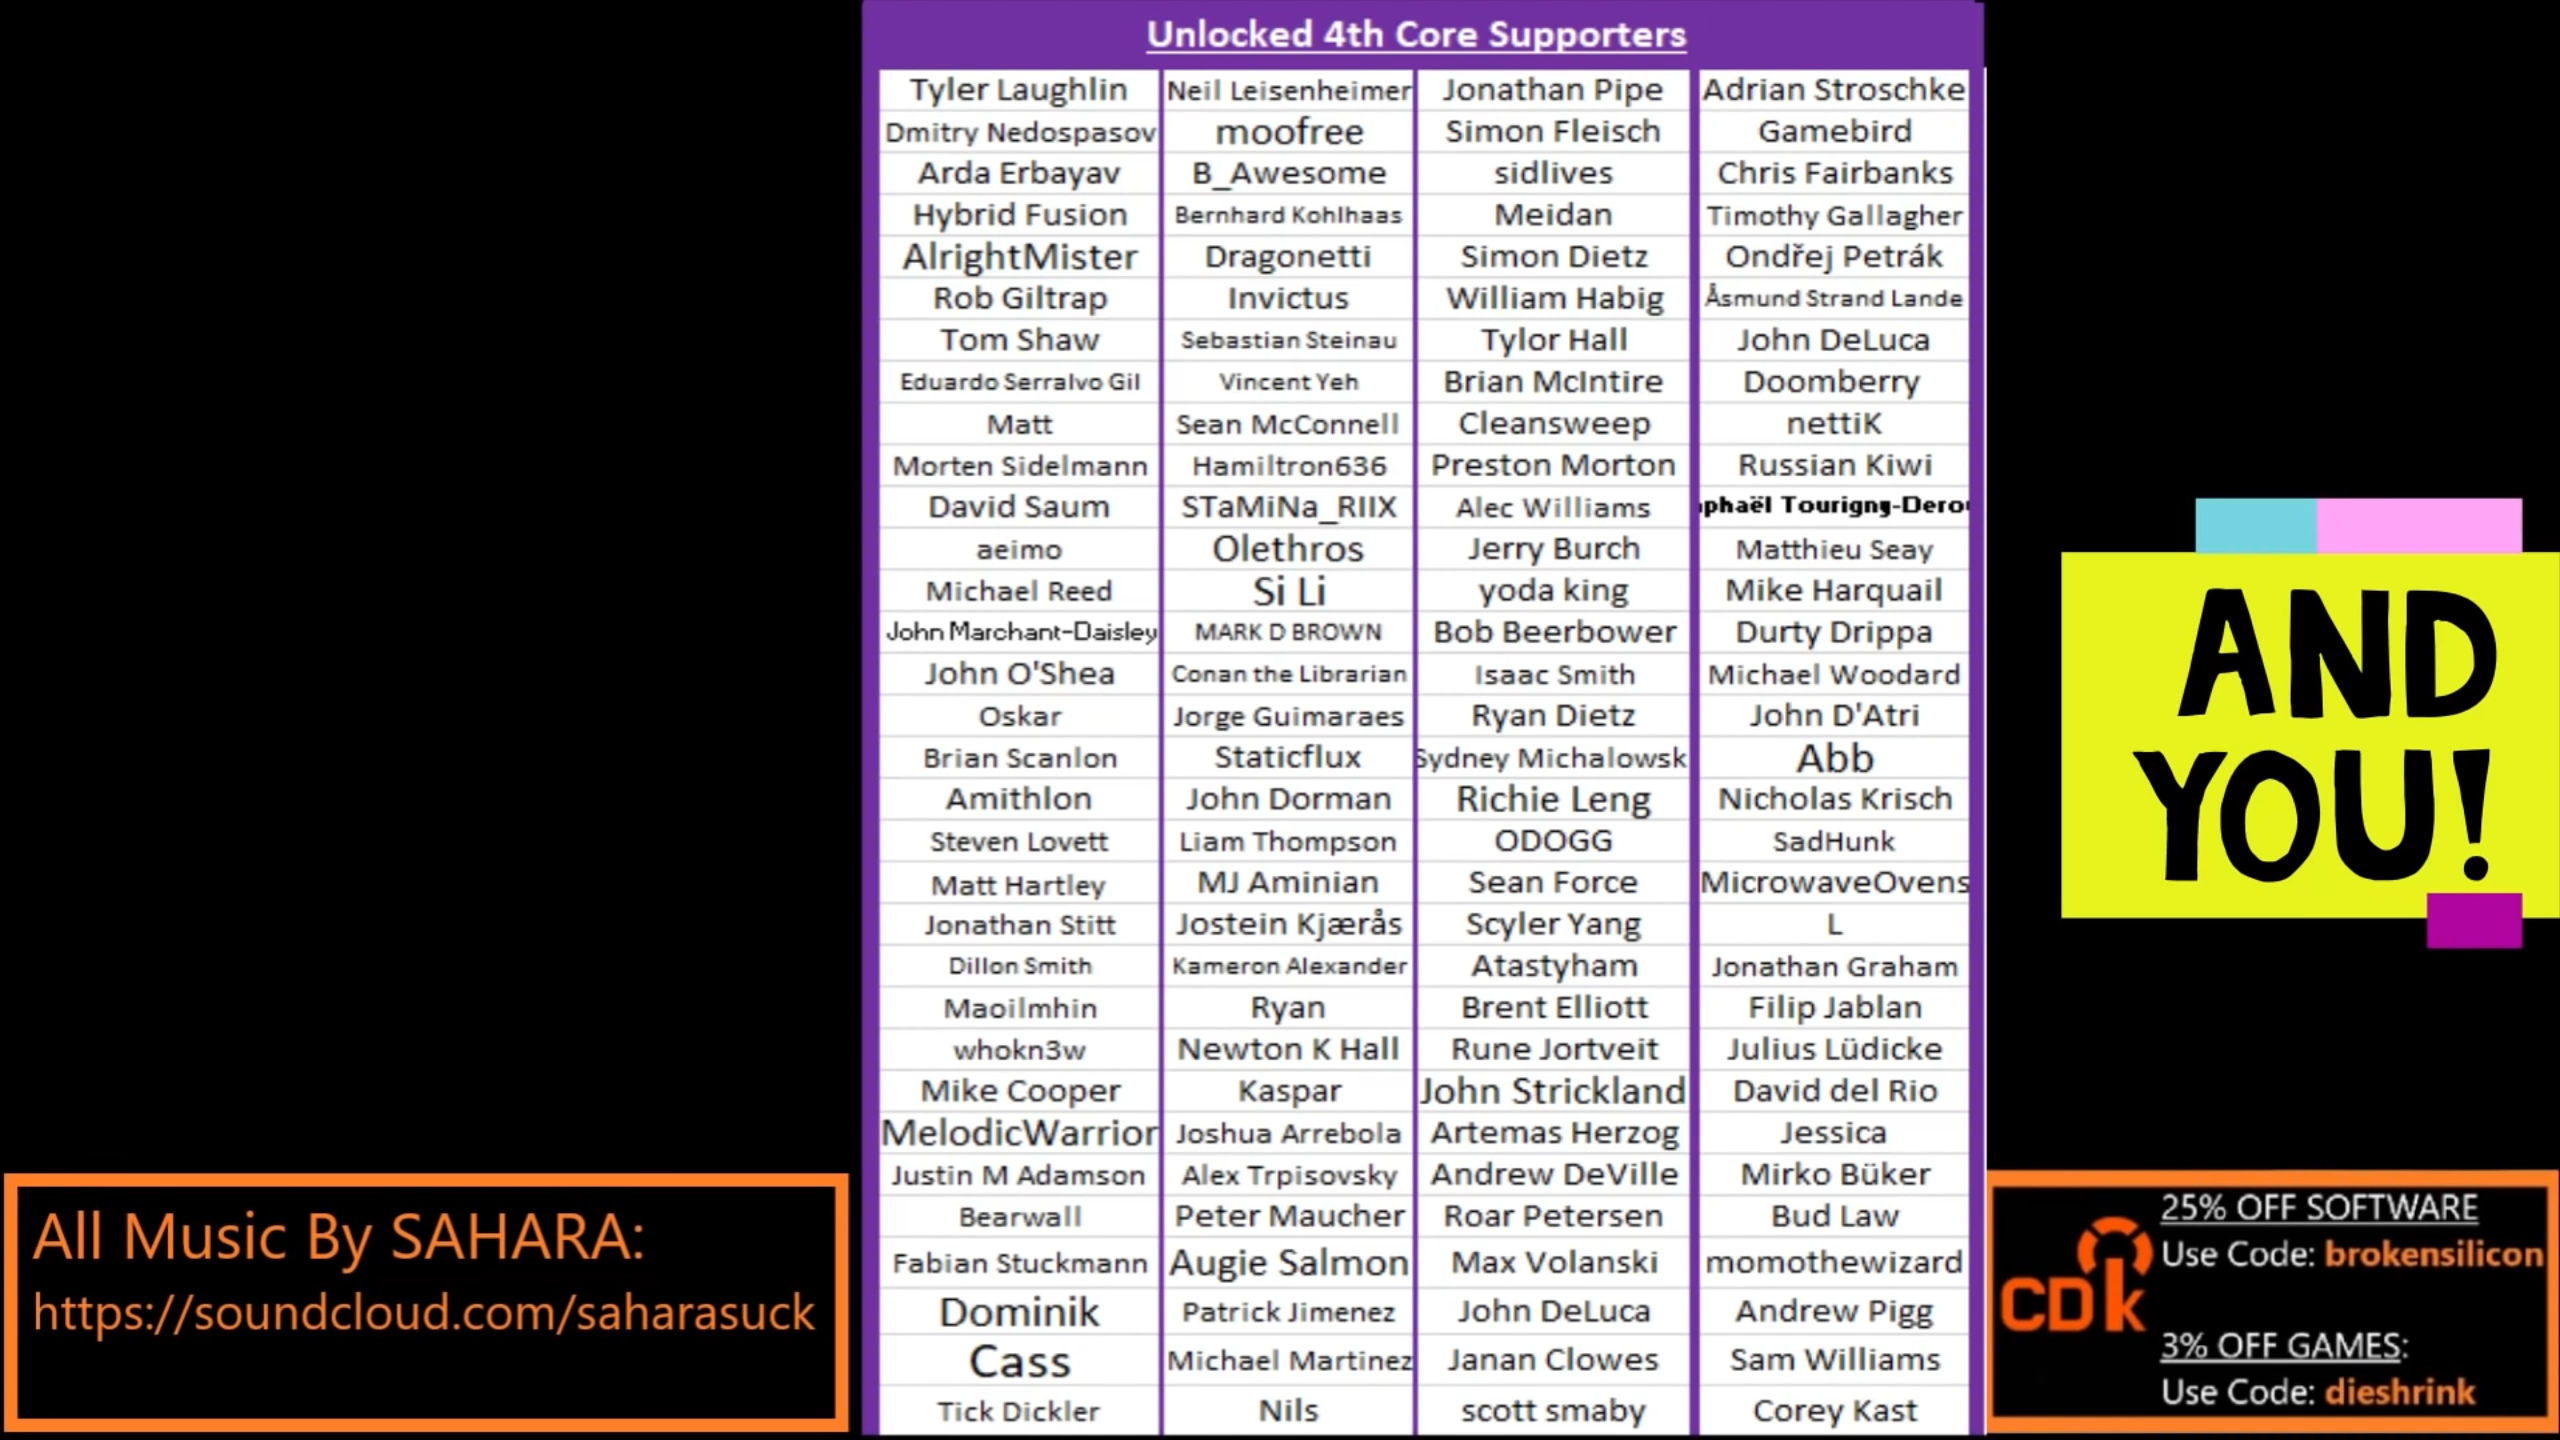 Unlocked 4th Core Supporters
Tyler Laughlin Neil Leisenheimer Jonathan Pipe Adrian Stroschke
Dmitry Nedospasov moofree Simon Fleisch Gamebird
Arda Erbayav B_Awesome sidlives Chris Fairbanks
Hybrid Fusion Bernhard Kohlhaas Meidan Timothy Gallagher
AlrightMister Dragonetti Simon Dietz Ondřej Petrák
Rob Giltrap Invictus William Habig Åsmund Strand Lande
Tom Shaw Sebastian Steinau Tylor Hall John DeLuca
Eduardo Serralvo Gil Vincent Yeh Brian McIntire Doomberry
Matt Sean McConnell Cleansweep nettiK
Morten Sidelmann Hamiltron636 Preston Morton Russian Kiwi
David Saum STaMiNa_RIIX Alec Williams phaël Tourigny-Dero
aeimo Olethros Jerry Burch Matthieu Seay
Michael Reed Si Li yoda king Mike Harquail
John Marchant-Daisley MARK D BROWN Bob Beerbower Durty Drippa
John O'Shea Conan the Librarian Isaac Smith Michael Woodard
Oskar Jorge Guimaraes Ryan Dietz John D'Atri
Brian Scanlon Staticflux Sydney Michalowsk Abb
Amithlon John Dorman Richie Leng Nicholas Krisch
Steven Lovett Liam Thompson ODOGG SadHunk
Matt Hartley MJ Aminian Sean Force MicrowaveOvens
Jonathan Stitt Jostein Kjærås Scyler Yang L
Dillon Smith Kameron Alexander Atastyham Jonathan Graham
Maoilmhin Ryan Brent Elliott Filip Jablan
whokn3w Newton K Hall Rune Jortveit Julius Lüdicke
Mike Cooper Kaspar John Strickland David del Rio
MelodicWarrior Joshua Arrebola Artemas Herzog Jessica
Justin M Adamson Alex Trpisovsky Andrew DeVille Mirko Büker
Bearwall Peter Maucher Roar Petersen Bud Law
Fabian Stuckmann Augie Salmon Max Volanski momothewizard
Dominik Patrick Jimenez John DeLuca Andrew Pigg
Cass Michael Martinez Janan Clowes Sam Williams
Tick Dickler Nils scott smaby Corey Kast
AND
YOU!
All Music By SAHARA:
https://soundcloud.com/saharasuck
CDk
25% OFF SOFTWARE
Use Code: brokensilicon
3% OFF GAMES:
Use Code: dieshrink